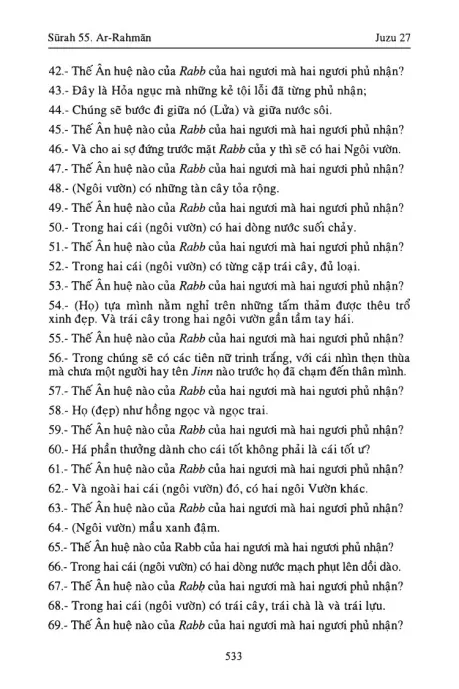 Sūrah 55. Ar-Rahmān Juzu 27
42.- Thế Ân huệ nào của Rabb của hai ngươi mà hai ngươi phủ nhận?
43.- Đây là Hỏa ngục mà những kẻ tội lỗi đã từng phủ nhận;
44.- Chúng sẽ bước đi giữa nó (Lửa) và giữa nước sôi.
45.- Thế Ân huệ nào của Rabb của hai ngươi mà hai ngươi phủ nhận?
46.- Và cho ai sợ đứng trước mặt Rabb của y thì sẽ có hai Ngôi vườn.
47.- Thế Ân huệ nào của Rabb của hai ngươi mà hai ngươi phủ nhận?
48.- (Ngôi vườn) có những tàn cây tỏa rộng.
49.- Thế Ân huệ nào của Rabb của hai ngươi mà hai ngươi phủ nhận?
50.- Trong hai cái (ngôi vườn) có hai dòng nước suối chảy.
51.- Thế Ân huệ nào của Rabb của hai ngươi mà hai ngươi phủ nhận?
52.- Trong hai cái (ngôi vườn) có từng cặp trái cây, đủ loại.
53.- Thế Ân huệ nào của Rabb của hai ngươi mà hai ngươi phủ nhận?
54.- (Họ) tựa mình nằm nghỉ trên những tấm thảm được thêu trổ
xinh đẹp. Và trái cây trong hai ngôi vườn gần tầm tay hái.
55.- Thế Ân huệ nào của Rabb của hai ngươi mà hai ngươi phủ nhận?
56.- Trong chúng sẽ có các tiên nữ trinh trắng, với cái nhìn thẹn thùa
mà chưa một người hay tên Jinn nào trước họ đã chạm đến thân mình.
57.- Thế Ân huệ nào của Rabb của hai ngươi mà hai ngươi phủ nhận?
58.- Họ (đẹp) như hồng ngọc và ngọc trai.
59.- Thế Ân huệ nào của Rabb của hai ngươi mà hai ngươi phủ nhận?
60.- Há phần thưởng dành cho cái tốt không phải là cái tốt ư?
61.- Thế Ân huệ nào của Rabb của hai ngươi mà hai ngươi phủ nhận?
62.- Và ngoài hai cái (ngôi vườn) đó, có hai ngôi Vườn khác.
63.- Thế Ân huệ nào của Rabb của hai ngươi mà hai ngươi phủ nhận?
64.- (Ngôi vườn) mầu xanh đậm.
65.- Thế Ân huệ nào của Rabb của hai ngươi mà hai ngươi phủ nhận?
66.- Trong hai cái (ngôi vườn) có hai dòng nước mạch phụt lên dồi dào.
67.- Thế Ân huệ nào của Rabb của hai ngươi mà hai ngươi phủ nhận?
68.- Trong hai cái (ngôi vườn) có trái cây, trái chà là và trái lựu.
69.- Thế Ân huệ nào của Rabb của hai ngươi mà hai ngươi phủ nhận?
533